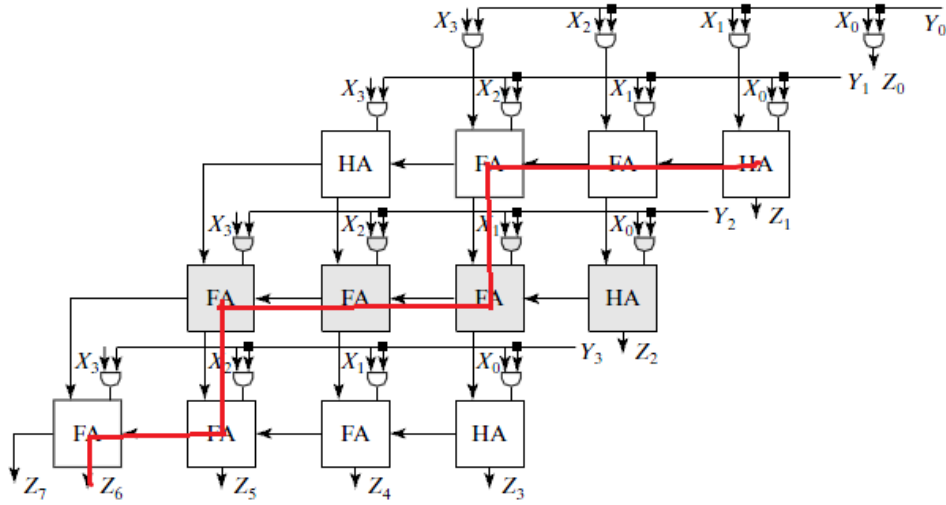 X3 X2 X1 X0 Y0
X3 X2 X1 X0 Y1 Z0
HA FA FA HA
X3 X2 X1 X0 Y2 Z1
FA FA FA HA
X3 X2 X1 X0 Y3 Z2
FA FA FA HA
Z7 Z6 Z5 Z4 Z3